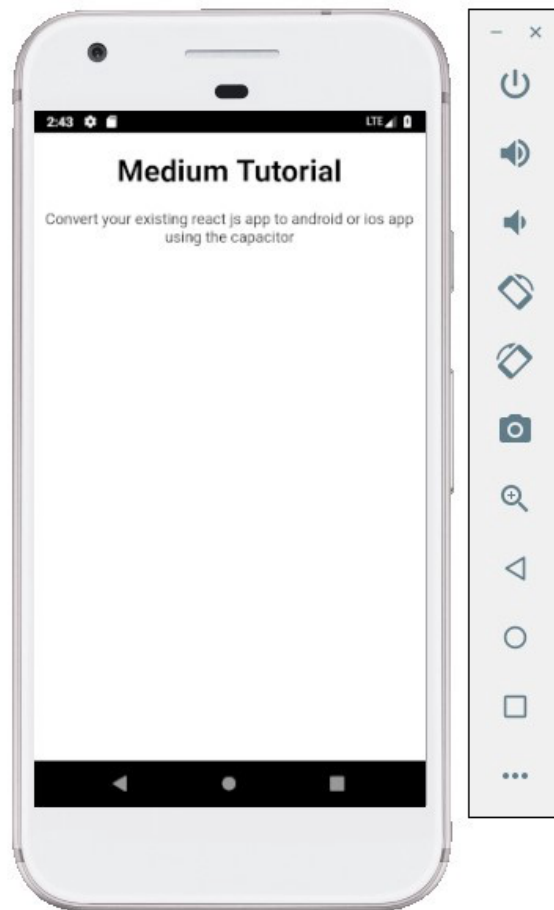 2:43 LTE
Medium Tutorial
Convert your existing react js app to android or ios app
using the capacitor